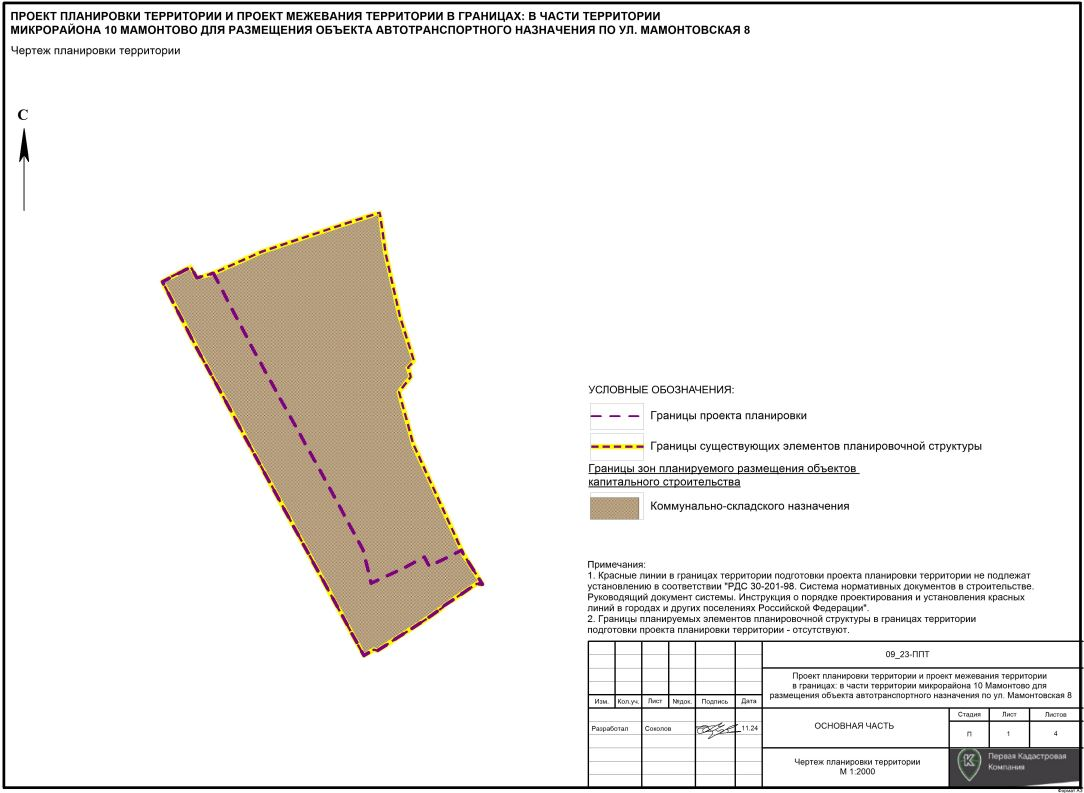 ПРОЕКТ ПЛАНИРОВКИ ТЕРРИТОРИИ И ПРОЕКТ МЕЖЕВАНИЯ ТЕРРИТОРИИ В ГРАНИЦАХ: В ЧАСТИ ТЕРРИТОРИИ
МИКРОРАЙОНА 10 МАМОНТОВО ДЛЯ РАЗМЕЩЕНИЯ ОБЪЕКТА АВТОТРАНСПОРТНОГО НАЗНАЧЕНИЯ ПО УЛ. МАМОНТОВСКАЯ 8
Чертеж планировки территории
С
УСЛОВНЫЕ ОБОЗНАЧЕНИЯ:
Границы проекта планировки
Границы существующих элементов планировочной структуры
Границы зон планируемого размещения объектов
капитального строительства
Коммунально-складского назначения
Примечания:
1. Красные линии в границах территории подготовки проекта планировки территории не подлежат
установлению в соответствии "РДС 30-201-98. Система нормативных документов в строительстве.
Руководящий документ системы. Инструкция о порядке проектирования и установления красных
линий в городах и других поселениях Российской Федерации".
2. Границы планируемых элементов планировочной структуры в границах территории
подготовки проекта планировки территории - отсутствуют.
09_23-ППТ
Проект планировки территории и проект межевания территории
в границах: в части территории микрорайона 10 Мамонтово для
размещения объекта автотранспортного назначения по ул. Мамонтовская 8
Изм. Кол.уч. Лист №док. Подпись Дата
Разработал Соколов 11.24
ОСНОВНАЯ ЧАСТЬ
Стадия Лист Листов
П 1 4
Чертеж планировки территории
М 1:2000
К
Первая Кадастровая
Компания
Формат А3